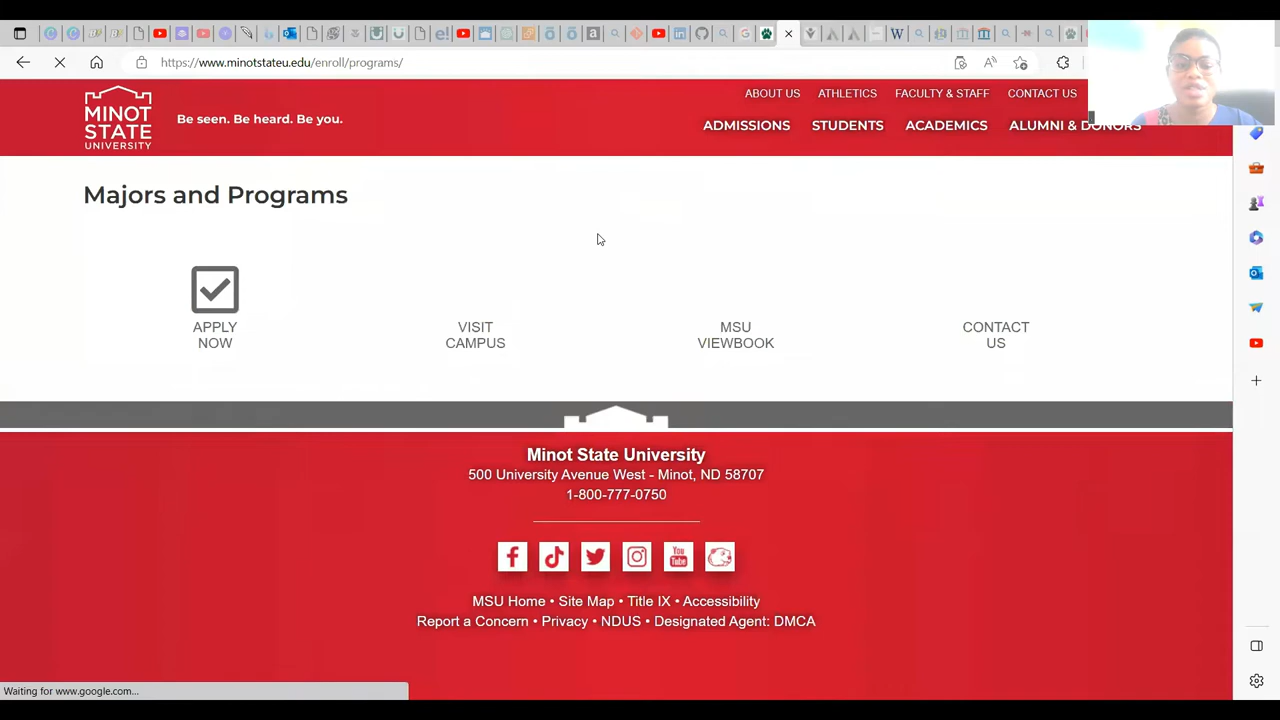 https://www.minotstateu.edu/enroll/programs/
ABOUT US ATHLETICS FACULTY & STAFF CONTACT US
MINOT
STATE
UNIVERSITY
Be seen. Be heard. Be you.
ADMISSIONS STUDENTS ACADEMICS ALUMNI & DONORS
Majors and Programs
APPLY
NOW
VISIT
CAMPUS
MSU
VIEWBOOK
CONTACT
US
Minot State University
500 University Avenue West - Minot, ND 58707
1-800-777-0750
MSU Home • Site Map • Title IX • Accessibility
Report a Concern • Privacy • NDUS • Designated Agent: DMCA
Waiting for www.google.com...